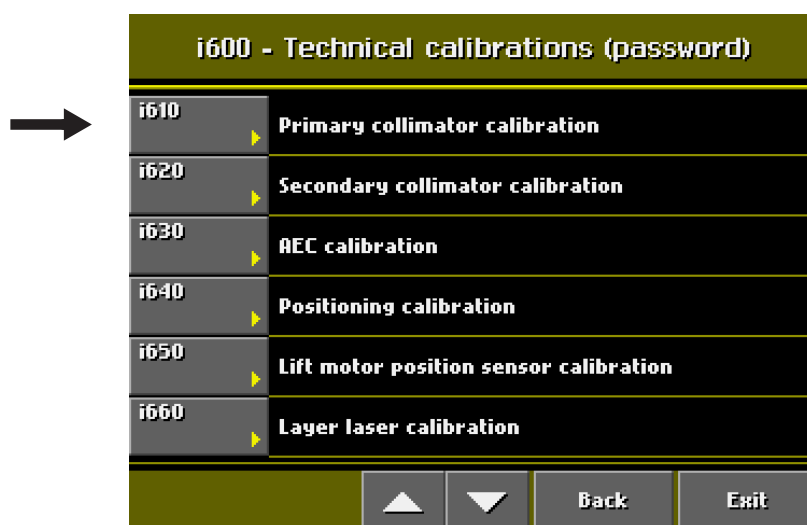 i600 - Technical calibrations (password)
i610
Primary collimator calibration
i620
Secondary collimator calibration
i630
AEC calibration
i640
Positioning calibration
i650
Lift motor position sensor calibration
i660
Layer laser calibration
Back Exit